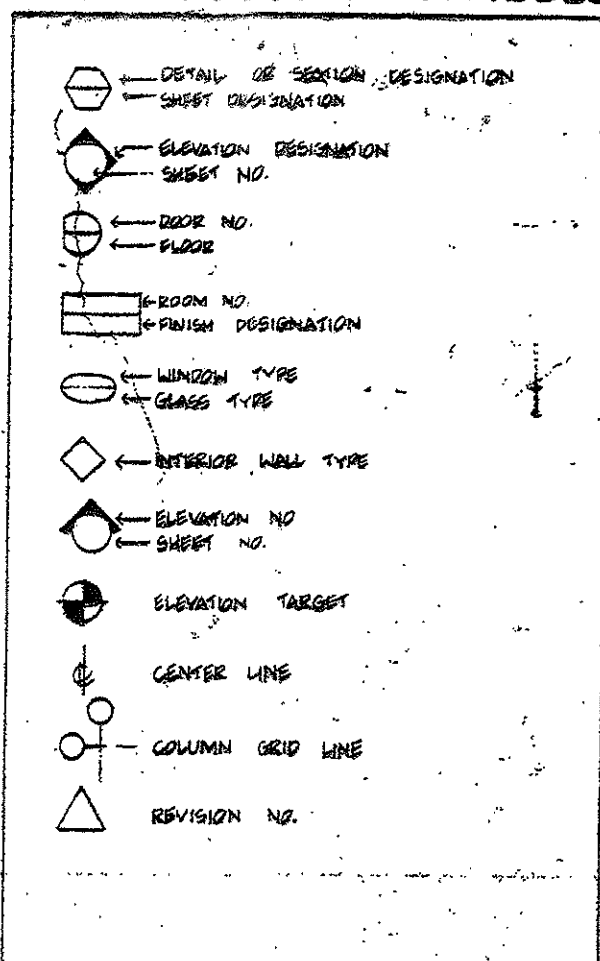 DETAIL OR SECTION DESIGNATION
SHEET DESIGNATION
ELEVATION DESIGNATION
SHEET NO.
DOOR NO.
FLOOR
ROOM NO.
FINISH DESIGNATION
WINDOW TYPE
GLASS TYPE
INTERIOR WALL TYPE
ELEVATION NO
SHEET NO.
ELEVATION TARGET
CENTER LINE
COLUMN GRID LINE
REVISION NO.